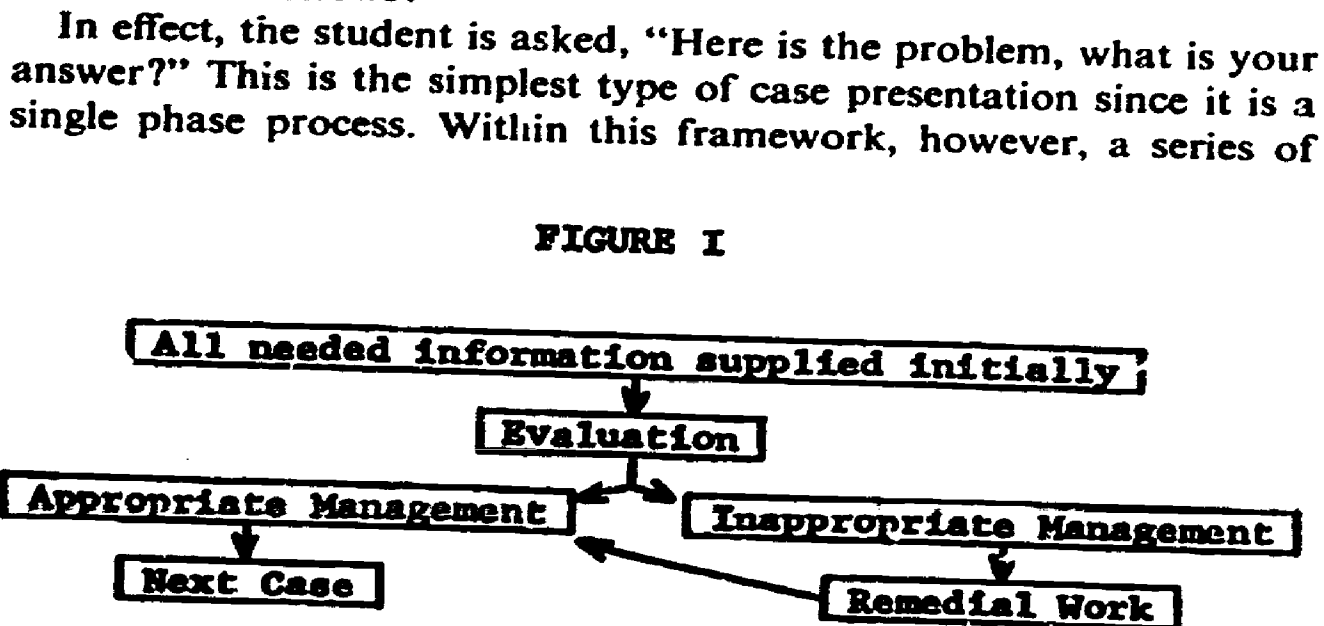 In effect, the student is asked, “Here is the problem, what is your
answer?” This is the simplest type of case presentation since it is a
single phase process. Within this framework, however, a series of
FIGURE I
All needed information supplied initially
Evaluation
Appropriate Management
Inappropriate Management
Next Case
Remedial Work